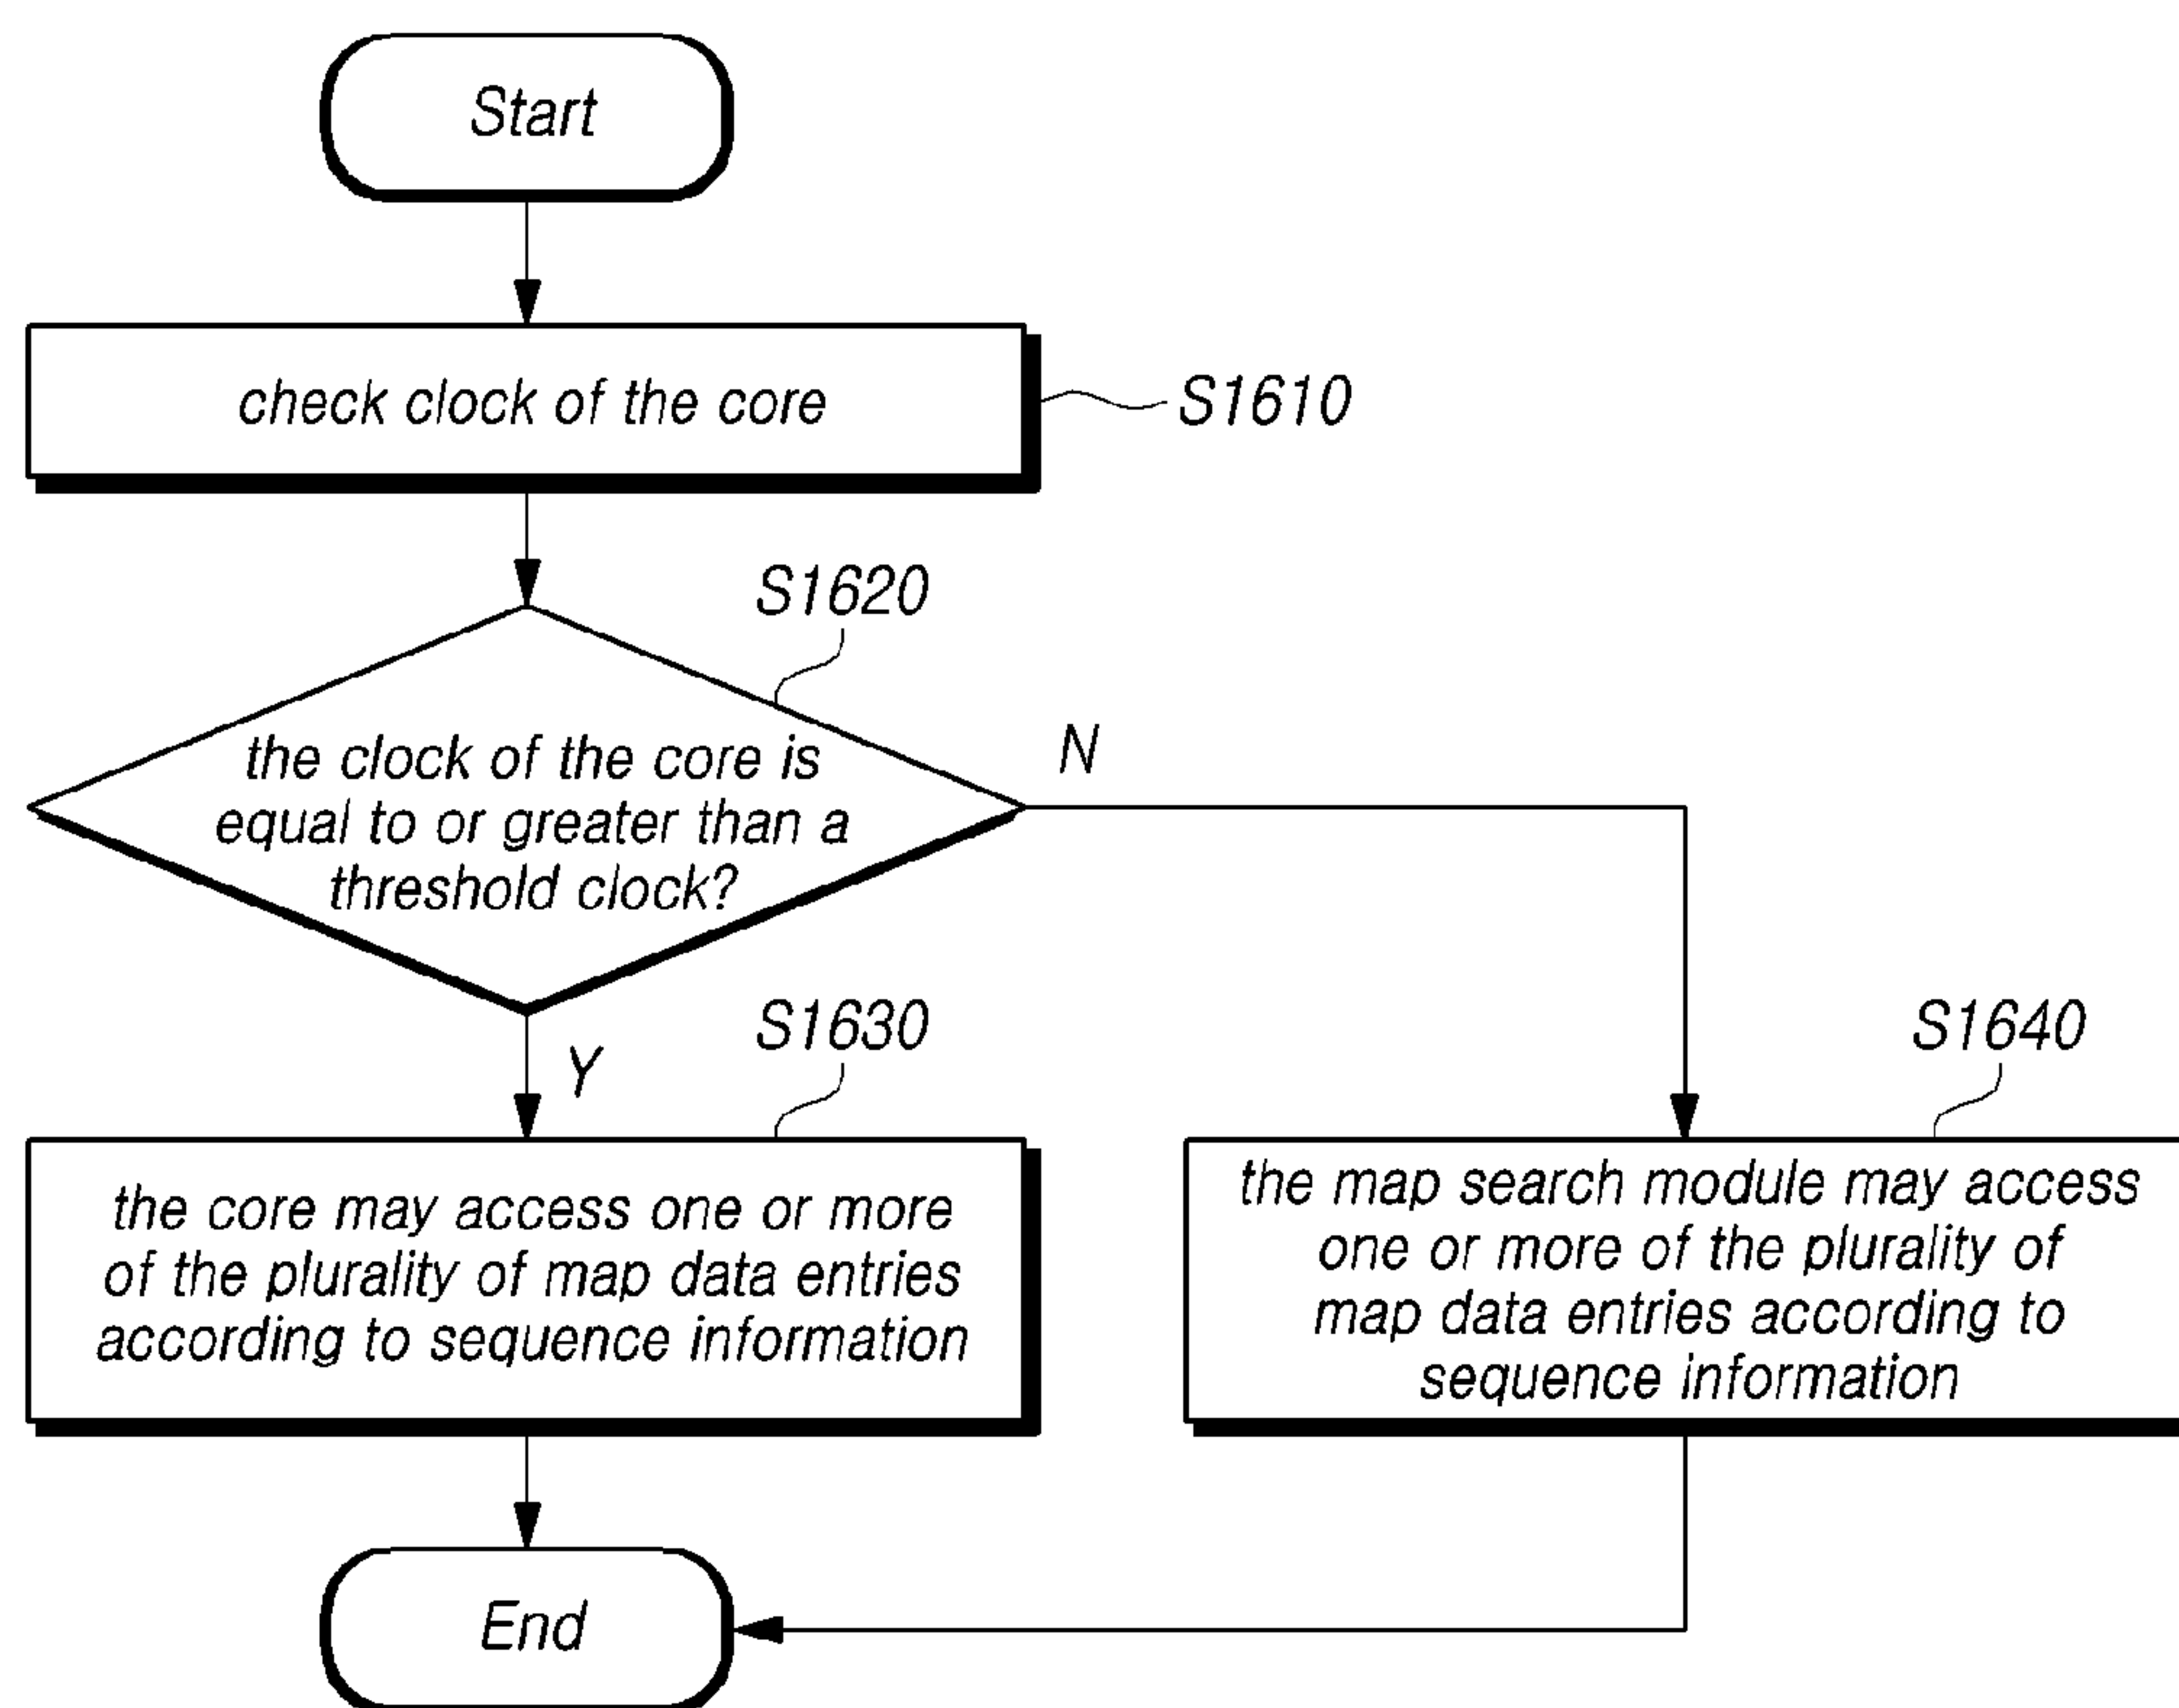 Start
check clock of the core
S1610
S1620
the clock of the core is
equal to or greater than a
threshold clock?
N
Y
S1630
the core may access one or more
of the plurality of map data entries
according to sequence information
S1640
the map search module may access
one or more of the plurality of
map data entries according to
sequence information
End